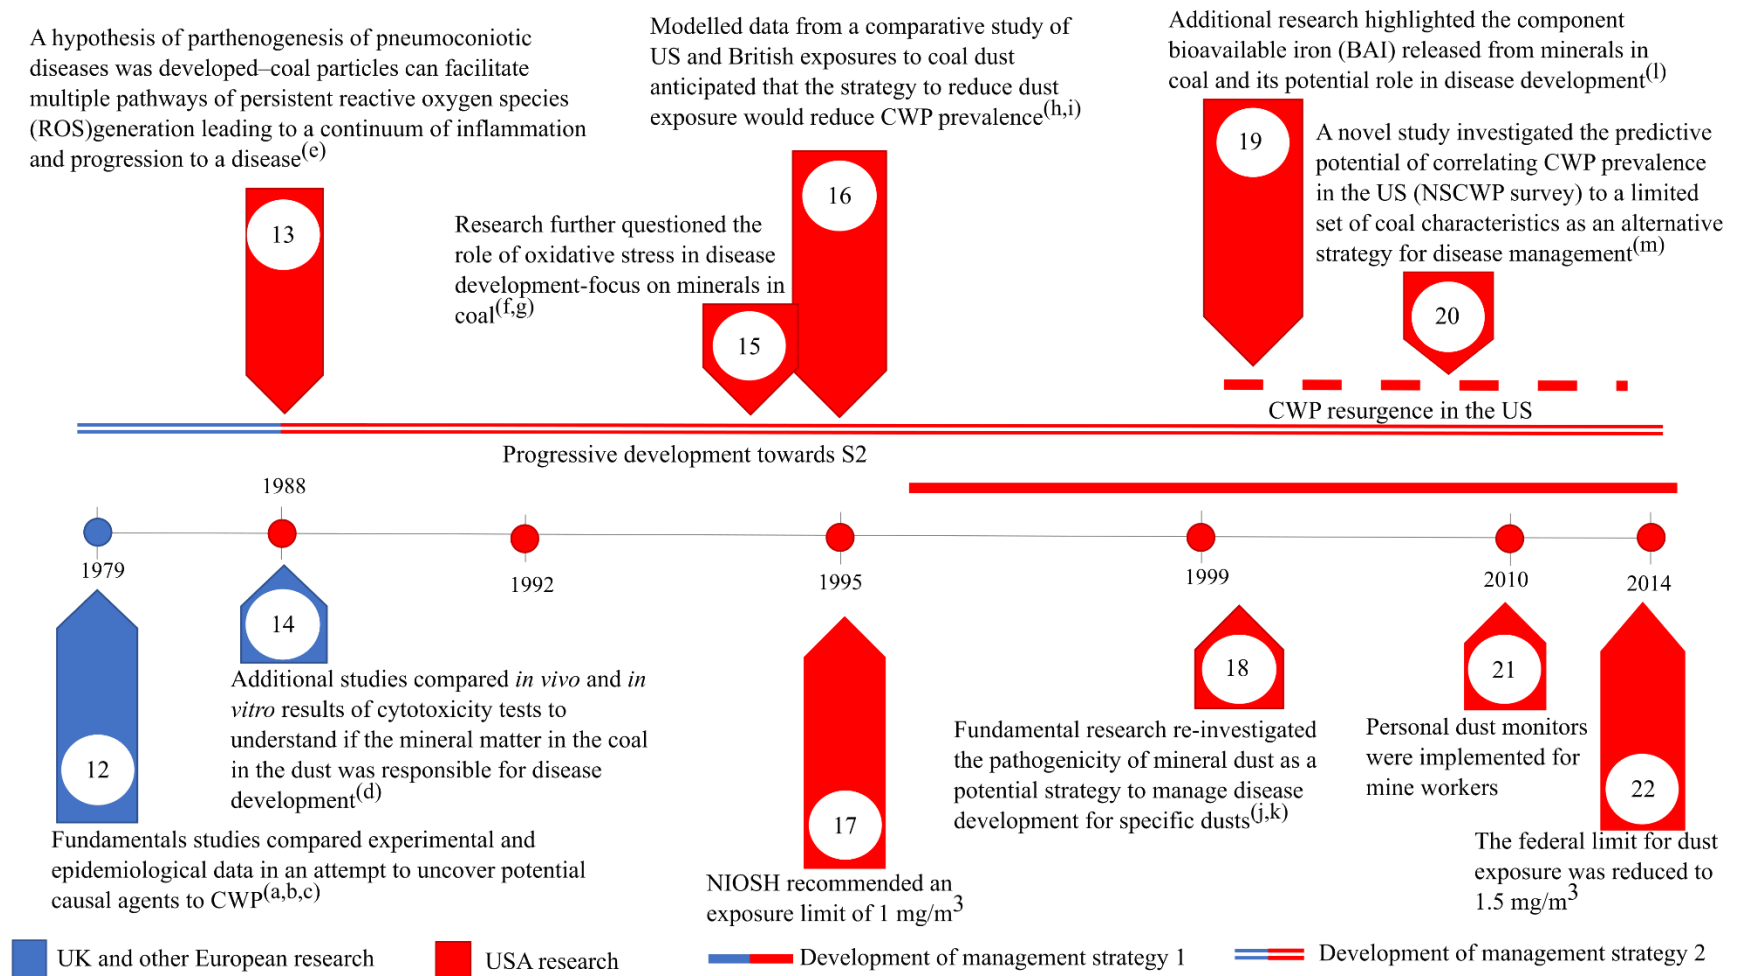 A hypothesis of parthenogenesis of pneumoconiotic
diseases was developed–coal particles can facilitate
multiple pathways of persistent reactive oxygen species
(ROS)generation leading to a continuum of inflammation
and progression to a disease(e)
13
Modelled data from a comparative study of
US and British exposures to coal dust
anticipated that the strategy to reduce dust
exposure would reduce CWP prevalence(h,i)
16
Research further questioned the
role of oxidative stress in disease
development-focus on minerals in
coal(f,g)
15
Additional research highlighted the component
bioavailable iron (BAI) released from minerals in
coal and its potential role in disease development(l)
19
A novel study investigated the predictive
potential of correlating CWP prevalence
in the US (NSCWP survey) to a limited
set of coal characteristics as an alternative
strategy for disease management(m)
20
CWP resurgence in the US
Progressive development towards S2
1988
1979
1992
1995
1999
2010
2014
12
Fundamentals studies compared experimental and
epidemiological data in an attempt to uncover potential
causal agents to CWP(a,b,c)
14
Additional studies compared in vivo and in
vitro results of cytotoxicity tests to
understand if the mineral matter in the coal
in the dust was responsible for disease
development(d)
17
NIOSH recommended an
exposure limit of 1 mg/m3
18
Fundamental research re-investigated
the pathogenicity of mineral dust as a
potential strategy to manage disease
development for specific dusts(j,k)
21
Personal dust monitors
were implemented for
mine workers
22
The federal limit for dust
exposure was reduced to
1.5 mg/m3
UK and other European research
USA research
Development of management strategy 1
Development of management strategy 2